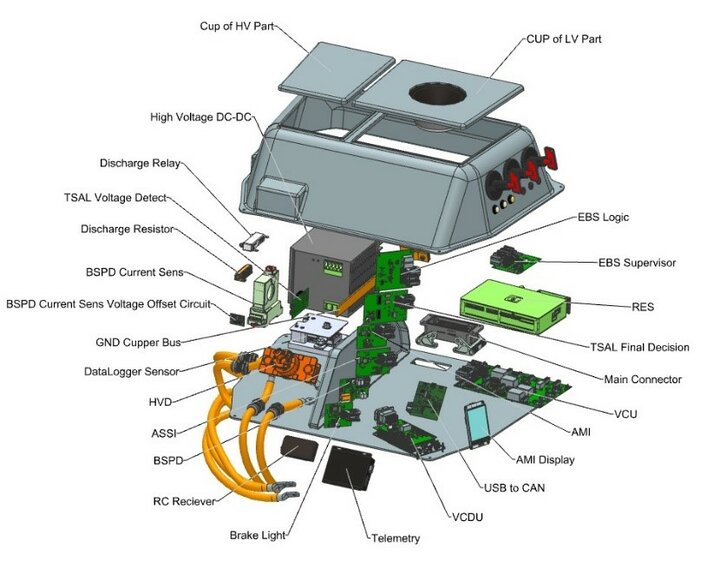 Cup of HV Part
CUP of LV Part
High Voltage DC-DC
Discharge Relay
TSAL Voltage Detect
Discharge Resistor
BSPD Current Sens
BSPD Current Sens Voltage Offset Circuit
GND Cupper Bus
DataLogger Sensor
HVD
ASSI
BSPD
RC Reciever
Brake Light
Telemetry
VCDU
USB to CAN
AMI Display
AMI
VCU
Main Connector
TSAL Final Decision
RES
EBS Supervisor
EBS Logic